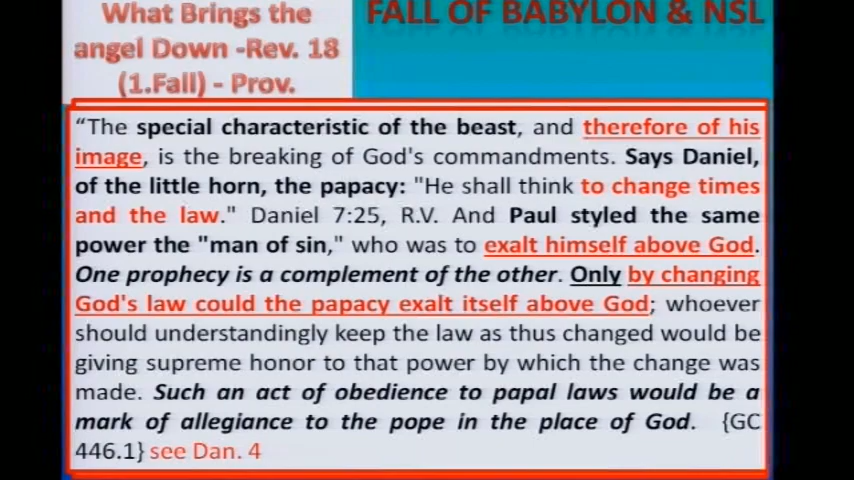 What Brings the
angel Down -Rev. 18
(1.Fall) - Prov.
FALL OF BABYLON & NSL
“The special characteristic of the beast, and therefore of his
image, is the breaking of God's commandments. Says Daniel,
of the little horn, the papacy: "He shall think to change times
and the law." Daniel 7:25, R.V. And Paul styled the same
power the "man of sin," who was to exalt himself above God.
One prophecy is a complement of the other. Only by changing
God's law could the papacy exalt itself above God; whoever
should understandingly keep the law as thus changed would be
giving supreme honor to that power by which the change was
made. Such an act of obedience to papal laws would be a
mark of allegiance to the pope in the place of God. {GC
446.1} see Dan. 4